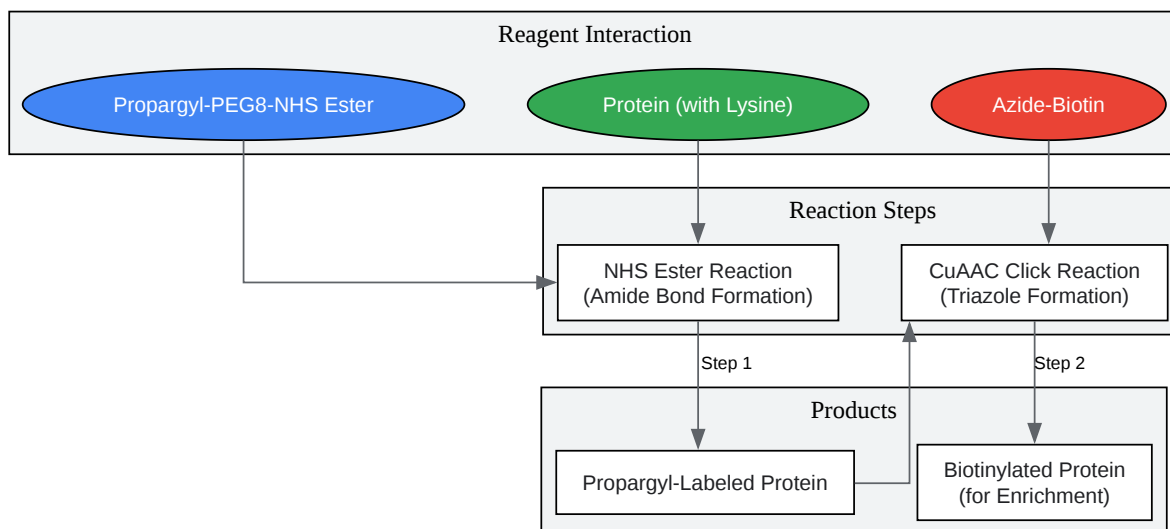 Reagent Interaction
Propargyl-PEG8-NHS Ester
Protein (with Lysine)
Azide-Biotin
Reaction Steps
NHS Ester Reaction
(Amide Bond Formation)
CuAAC Click Reaction
(Triazole Formation)
Step 1
Step 2
Products
Propargyl-Labeled Protein
Biotinylated Protein
(for Enrichment)